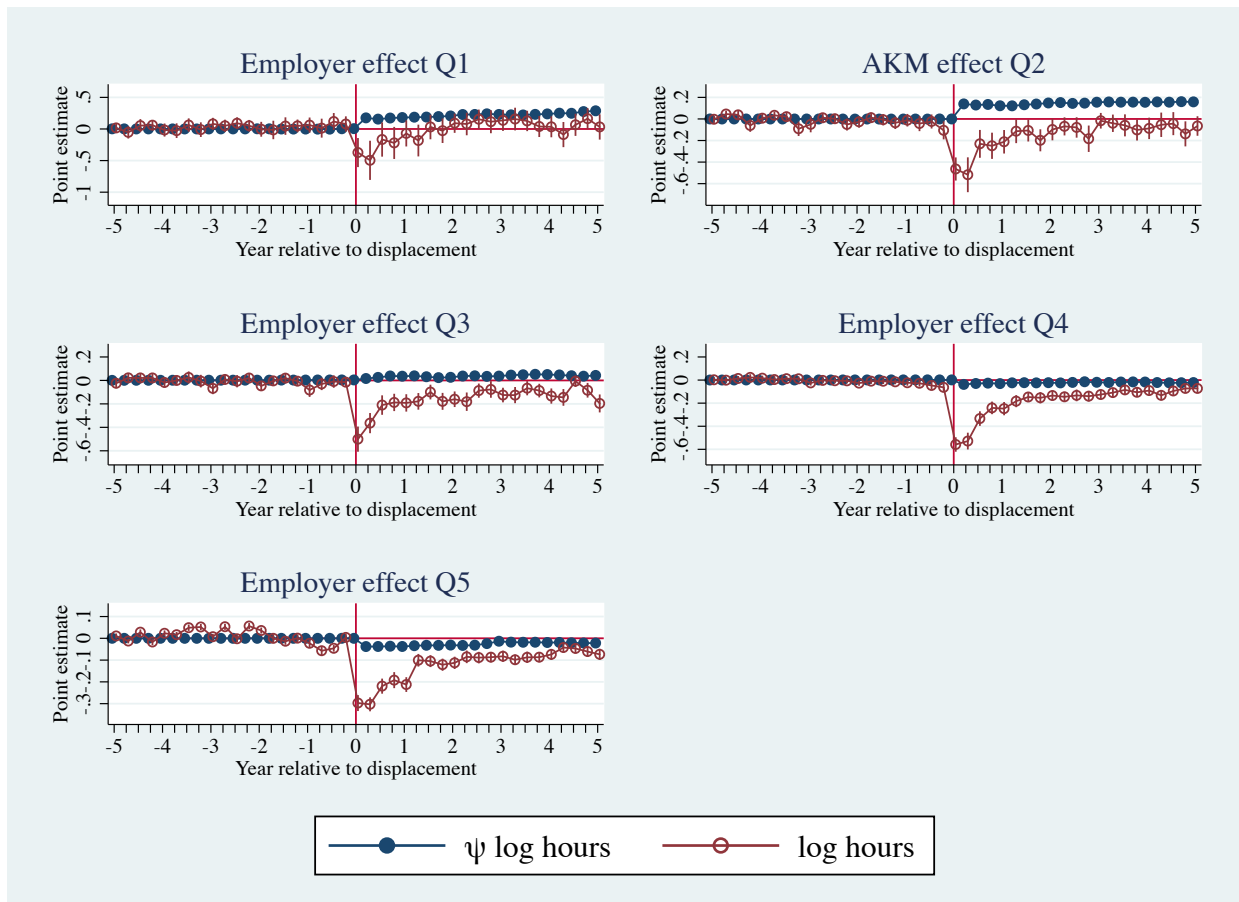 Employer effect Q1
Point estimate
.5
0
-.5
-1
-5 -4 -3 -2 -1 0 1 2 3 4 5
Year relative to displacement
AKM effect Q2
Point estimate
.2
0
-.2
-.4
-.6
-5 -4 -3 -2 -1 0 1 2 3 4 5
Year relative to displacement
Employer effect Q3
Point estimate
.2
0
-.2
-.4
-.6
-5 -4 -3 -2 -1 0 1 2 3 4 5
Year relative to displacement
Employer effect Q4
Point estimate
.2
0
-.2
-.4
-.6
-5 -4 -3 -2 -1 0 1 2 3 4 5
Year relative to displacement
Employer effect Q5
Point estimate
.1
0
-.1
-.2
-.3
-5 -4 -3 -2 -1 0 1 2 3 4 5
Year relative to displacement
ψ log hours log hours